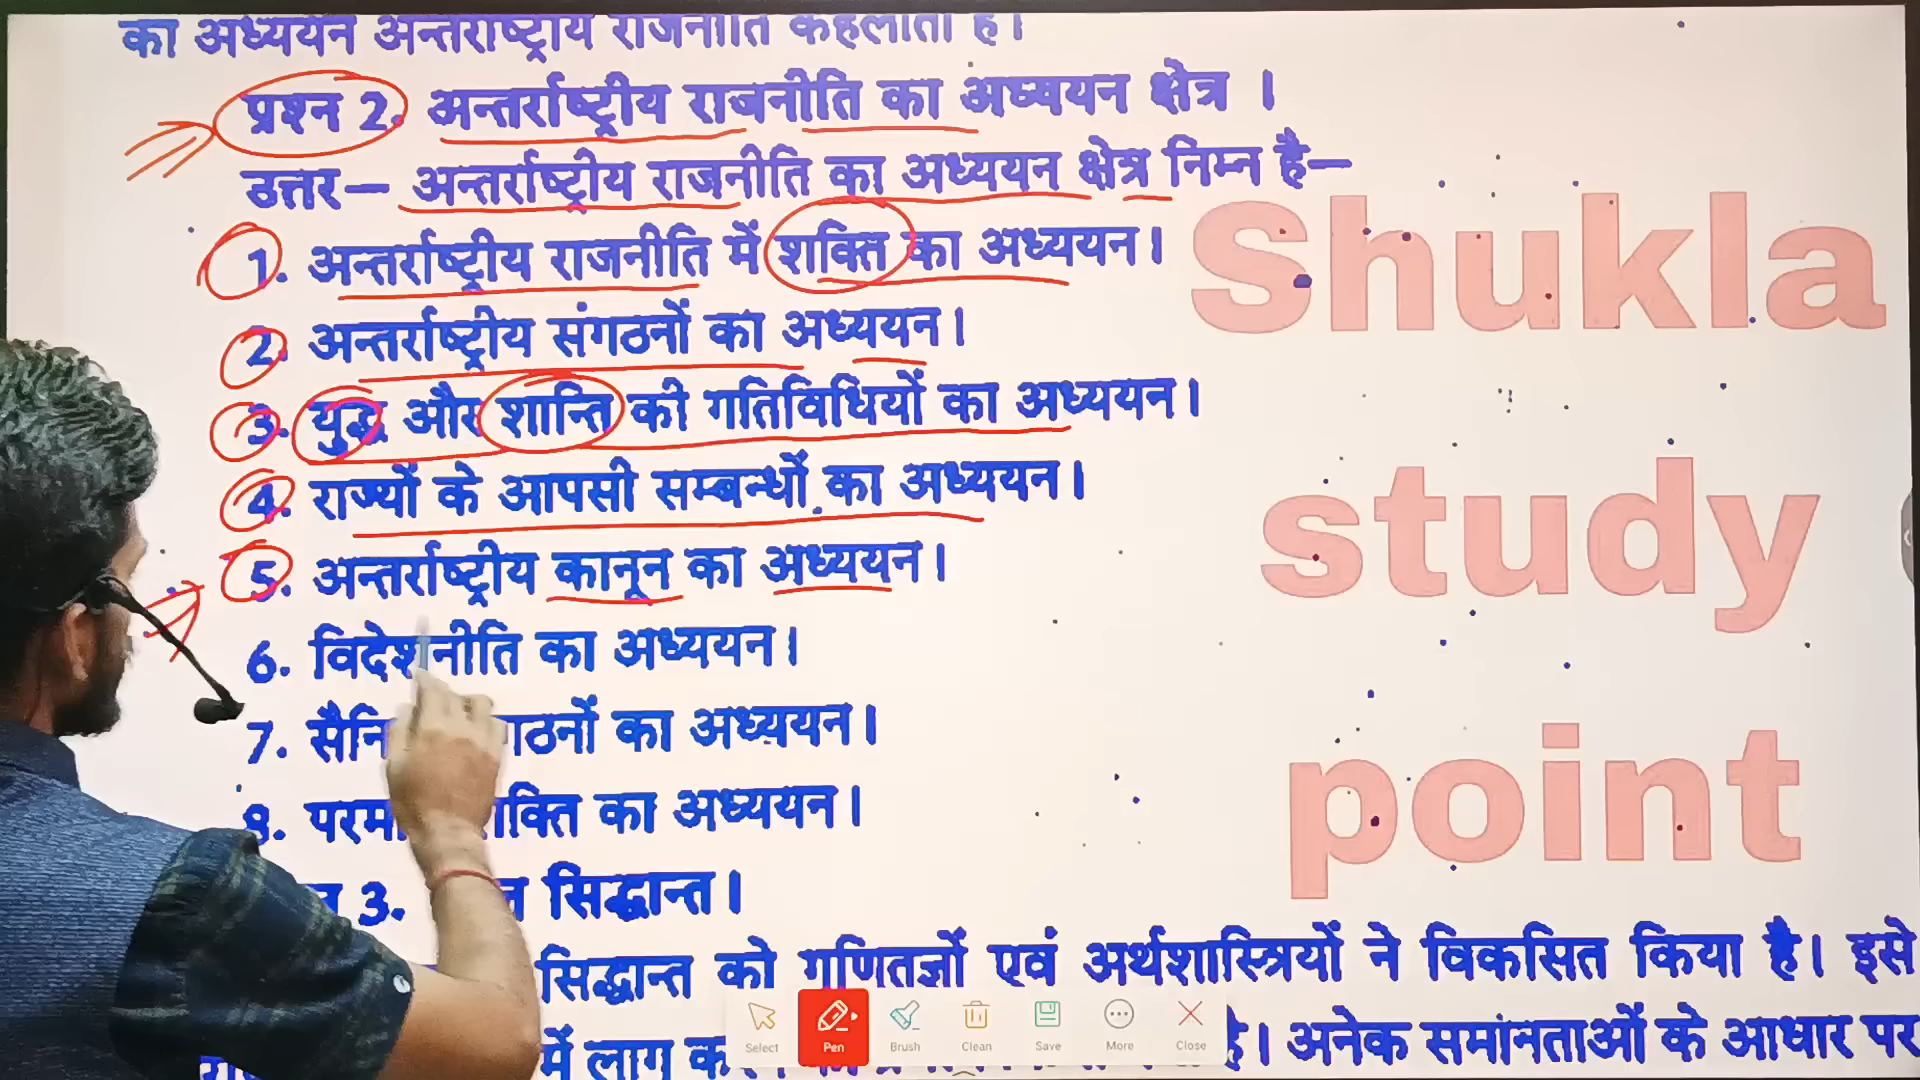 का अध्ययन अन्तर्राष्ट्रीय राजनीति कहलाता है।
प्रश्न 2. अन्तर्राष्ट्रीय राजनीति का अध्ययन क्षेत्र ।
उत्तर— अन्तर्राष्ट्रीय राजनीति का अध्ययन क्षेत्र निम्न है—
1. अन्तर्राष्ट्रीय राजनीति में शक्ति का अध्ययन।
2. अन्तर्राष्ट्रीय संगठनों का अध्ययन।
3. युद्ध और शान्ति की गतिविधियों का अध्ययन।
4. राज्यों के आपसी सम्बन्धों का अध्ययन।
5. अन्तर्राष्ट्रीय कानून का अध्ययन।
6. विदेशनीति का अध्ययन।
7. का अध्ययन।
8. का अध्ययन।
3. सिद्धान्त।
सिद्धान्त को गणितज्ञों एवं अर्थशास्त्रियों ने विकसित किया है। इसे
में है। अनेक समानताओं के आधार पर
Shukla
study
point
Select Pen Brush Clean Save More Close